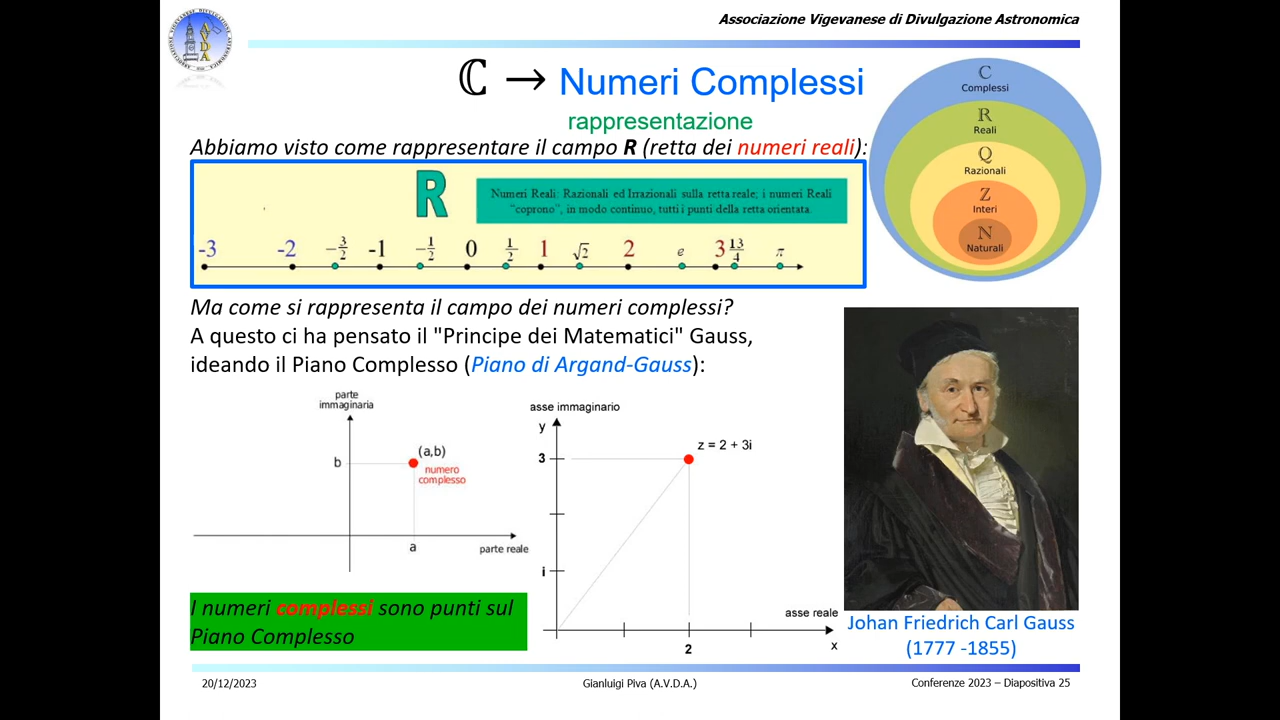 Associazione Vigevanese di Divulgazione Astronomica
ASSOCIAZIONE VIGEVANESE DIVULGAZIONE ASTRONOMICA
A.V.D.A.
ℂ → Numeri Complessi
rappresentazione
Abbiamo visto come rappresentare il campo R (retta dei numeri reali):
R
Numeri Reali: Razionali ed Irrazionali sulla retta reale; i numeri Reali
“coprono”, in modo continuo, tutti i punti della retta orientata.
-3 -2 -3/2 -1 -1/2 0 1/2 1 √2 2 e 3 13/4 π
C
Complessi
R
Reali
Q
Razionali
Z
Interi
N
Naturali
Ma come si rappresenta il campo dei numeri complessi?
A questo ci ha pensato il "Principe dei Matematici" Gauss,
ideando il Piano Complesso (Piano di Argand-Gauss):
parte
immaginaria
b
(a,b)
numero
complesso
a
parte reale
asse immaginario
y
3
z = 2 + 3i
i
asse reale
2
x
I numeri complessi sono punti sul
Piano Complesso
Johan Friedrich Carl Gauss
(1777 -1855)
20/12/2023
Gianluigi Piva (A.V.D.A.)
Conferenze 2023 – Diapositiva 25